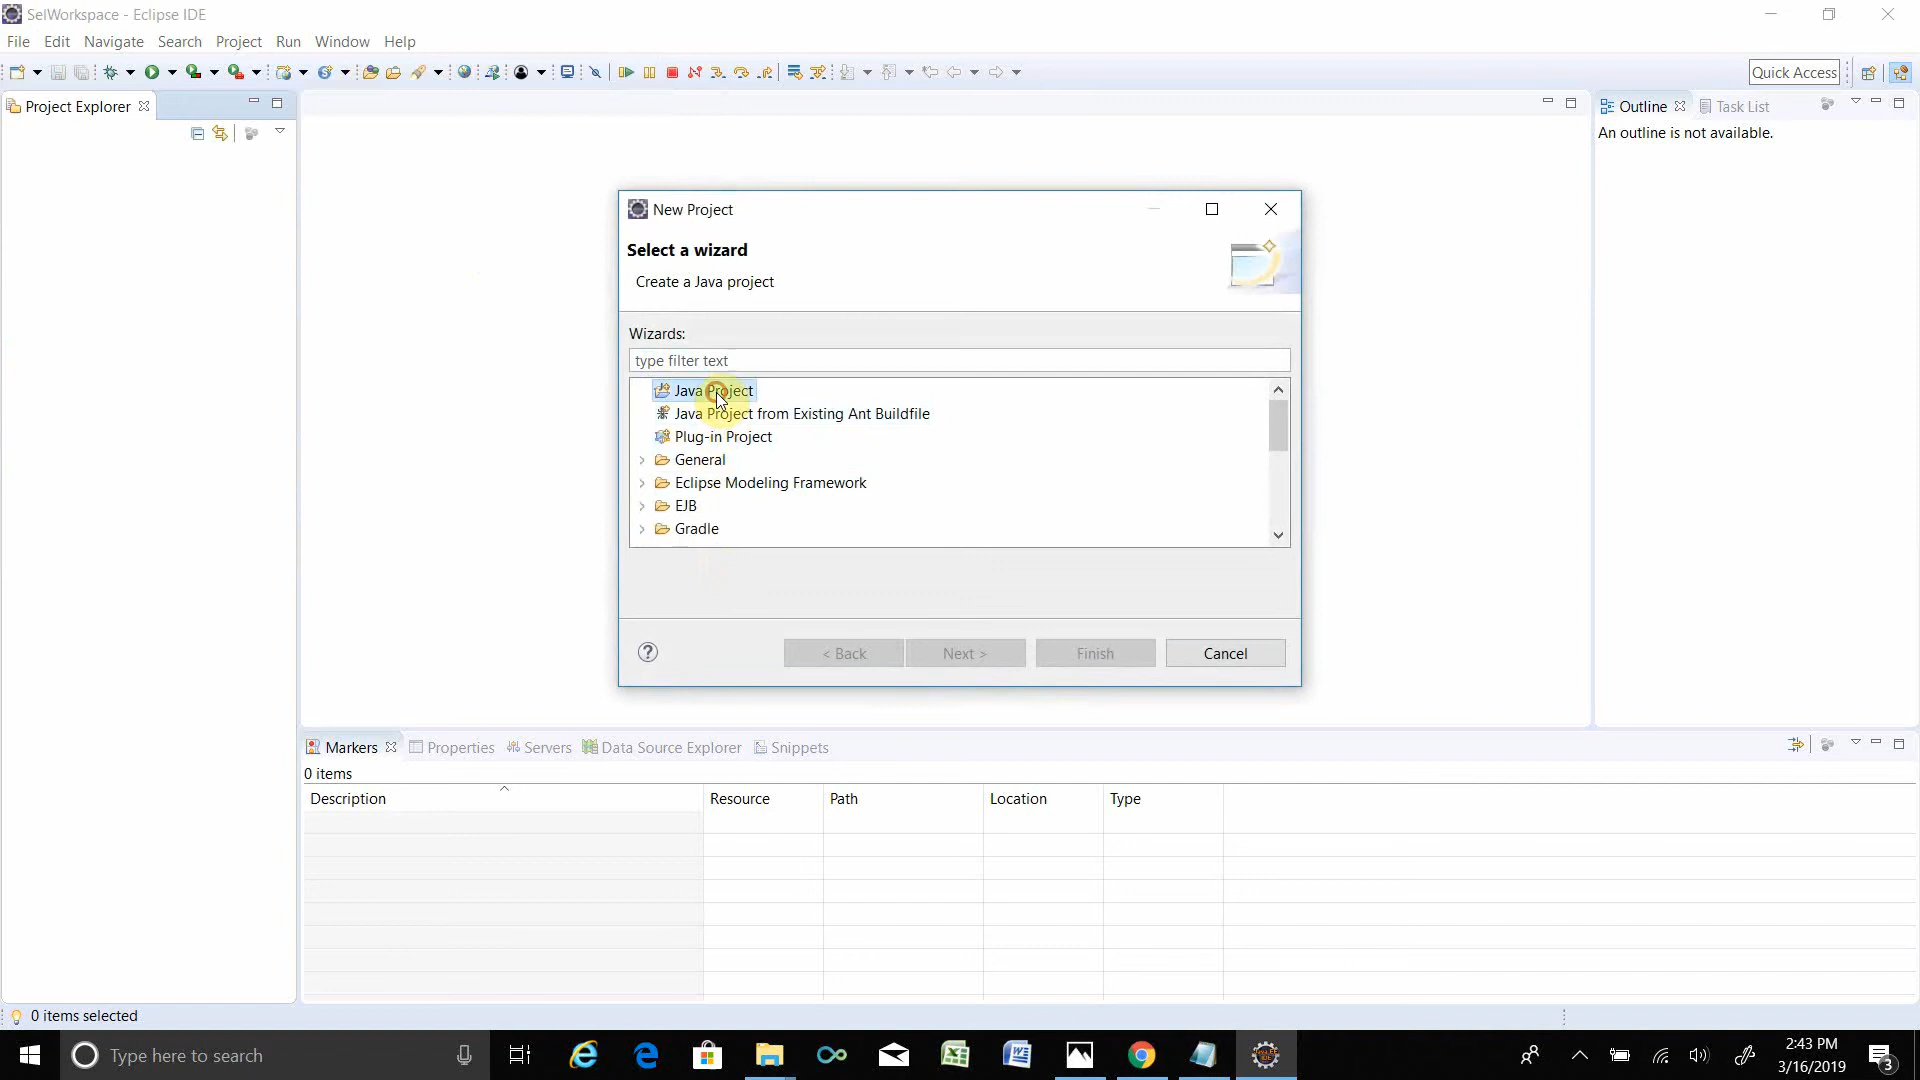 SelWorkspace - Eclipse IDE
File Edit Navigate Search Project Run Window Help
Quick Access
Project Explorer
Outline Task List
An outline is not available.
New Project
Select a wizard
Create a Java project
Wizards:
type filter text
Java Project
Java Project from Existing Ant Buildfile
Plug-in Project
General
Eclipse Modeling Framework
EJB
Gradle
? < Back Next > Finish Cancel
Markers Properties Servers Data Source Explorer Snippets
0 items
Description Resource Path Location Type
0 items selected
Type here to search
2:43 PM
3/16/2019
3